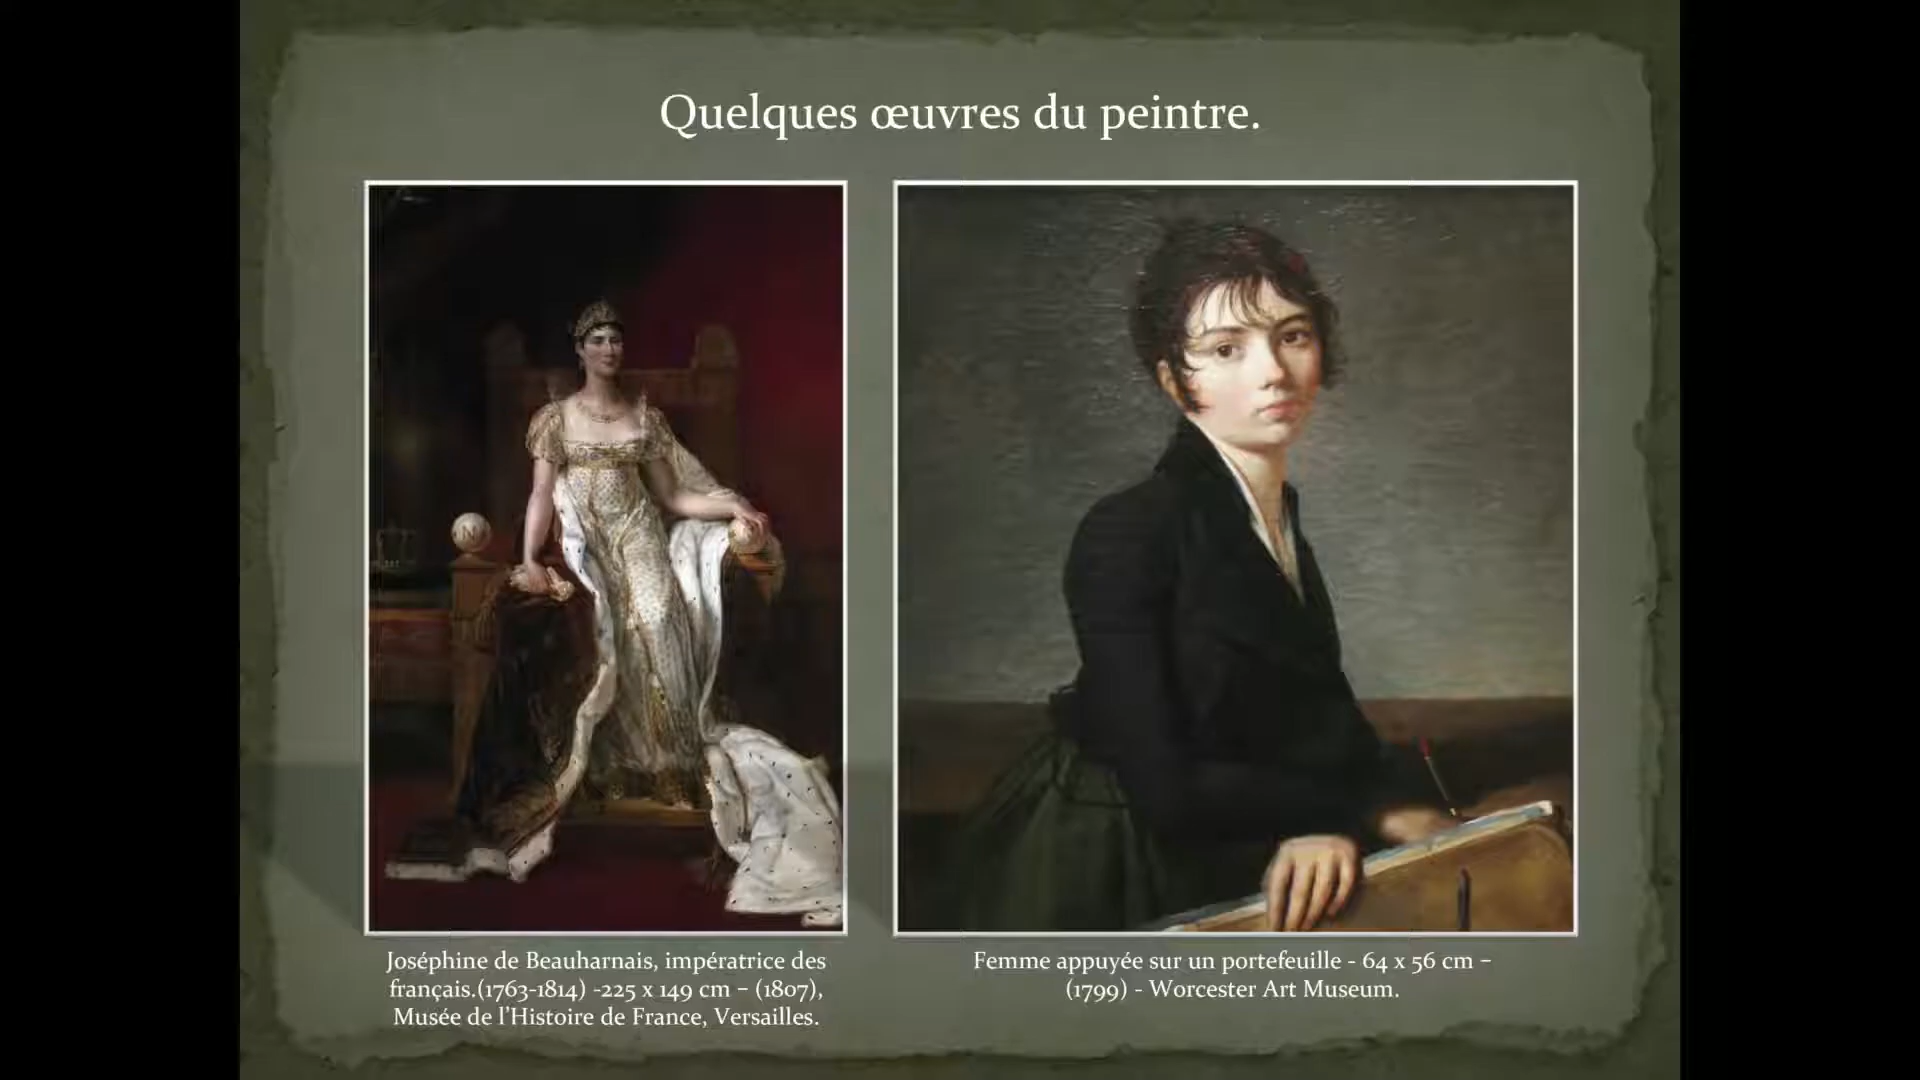 Quelques œuvres du peintre.
N
Joséphine de Beauharnais, impératrice des
français.(1763-1814) -225 x 149 cm – (1807),
Musée de l'Histoire de France, Versailles.
Femme appuyée sur un portefeuille - 64 x 56 cm –
(1799) - Worcester Art Museum.